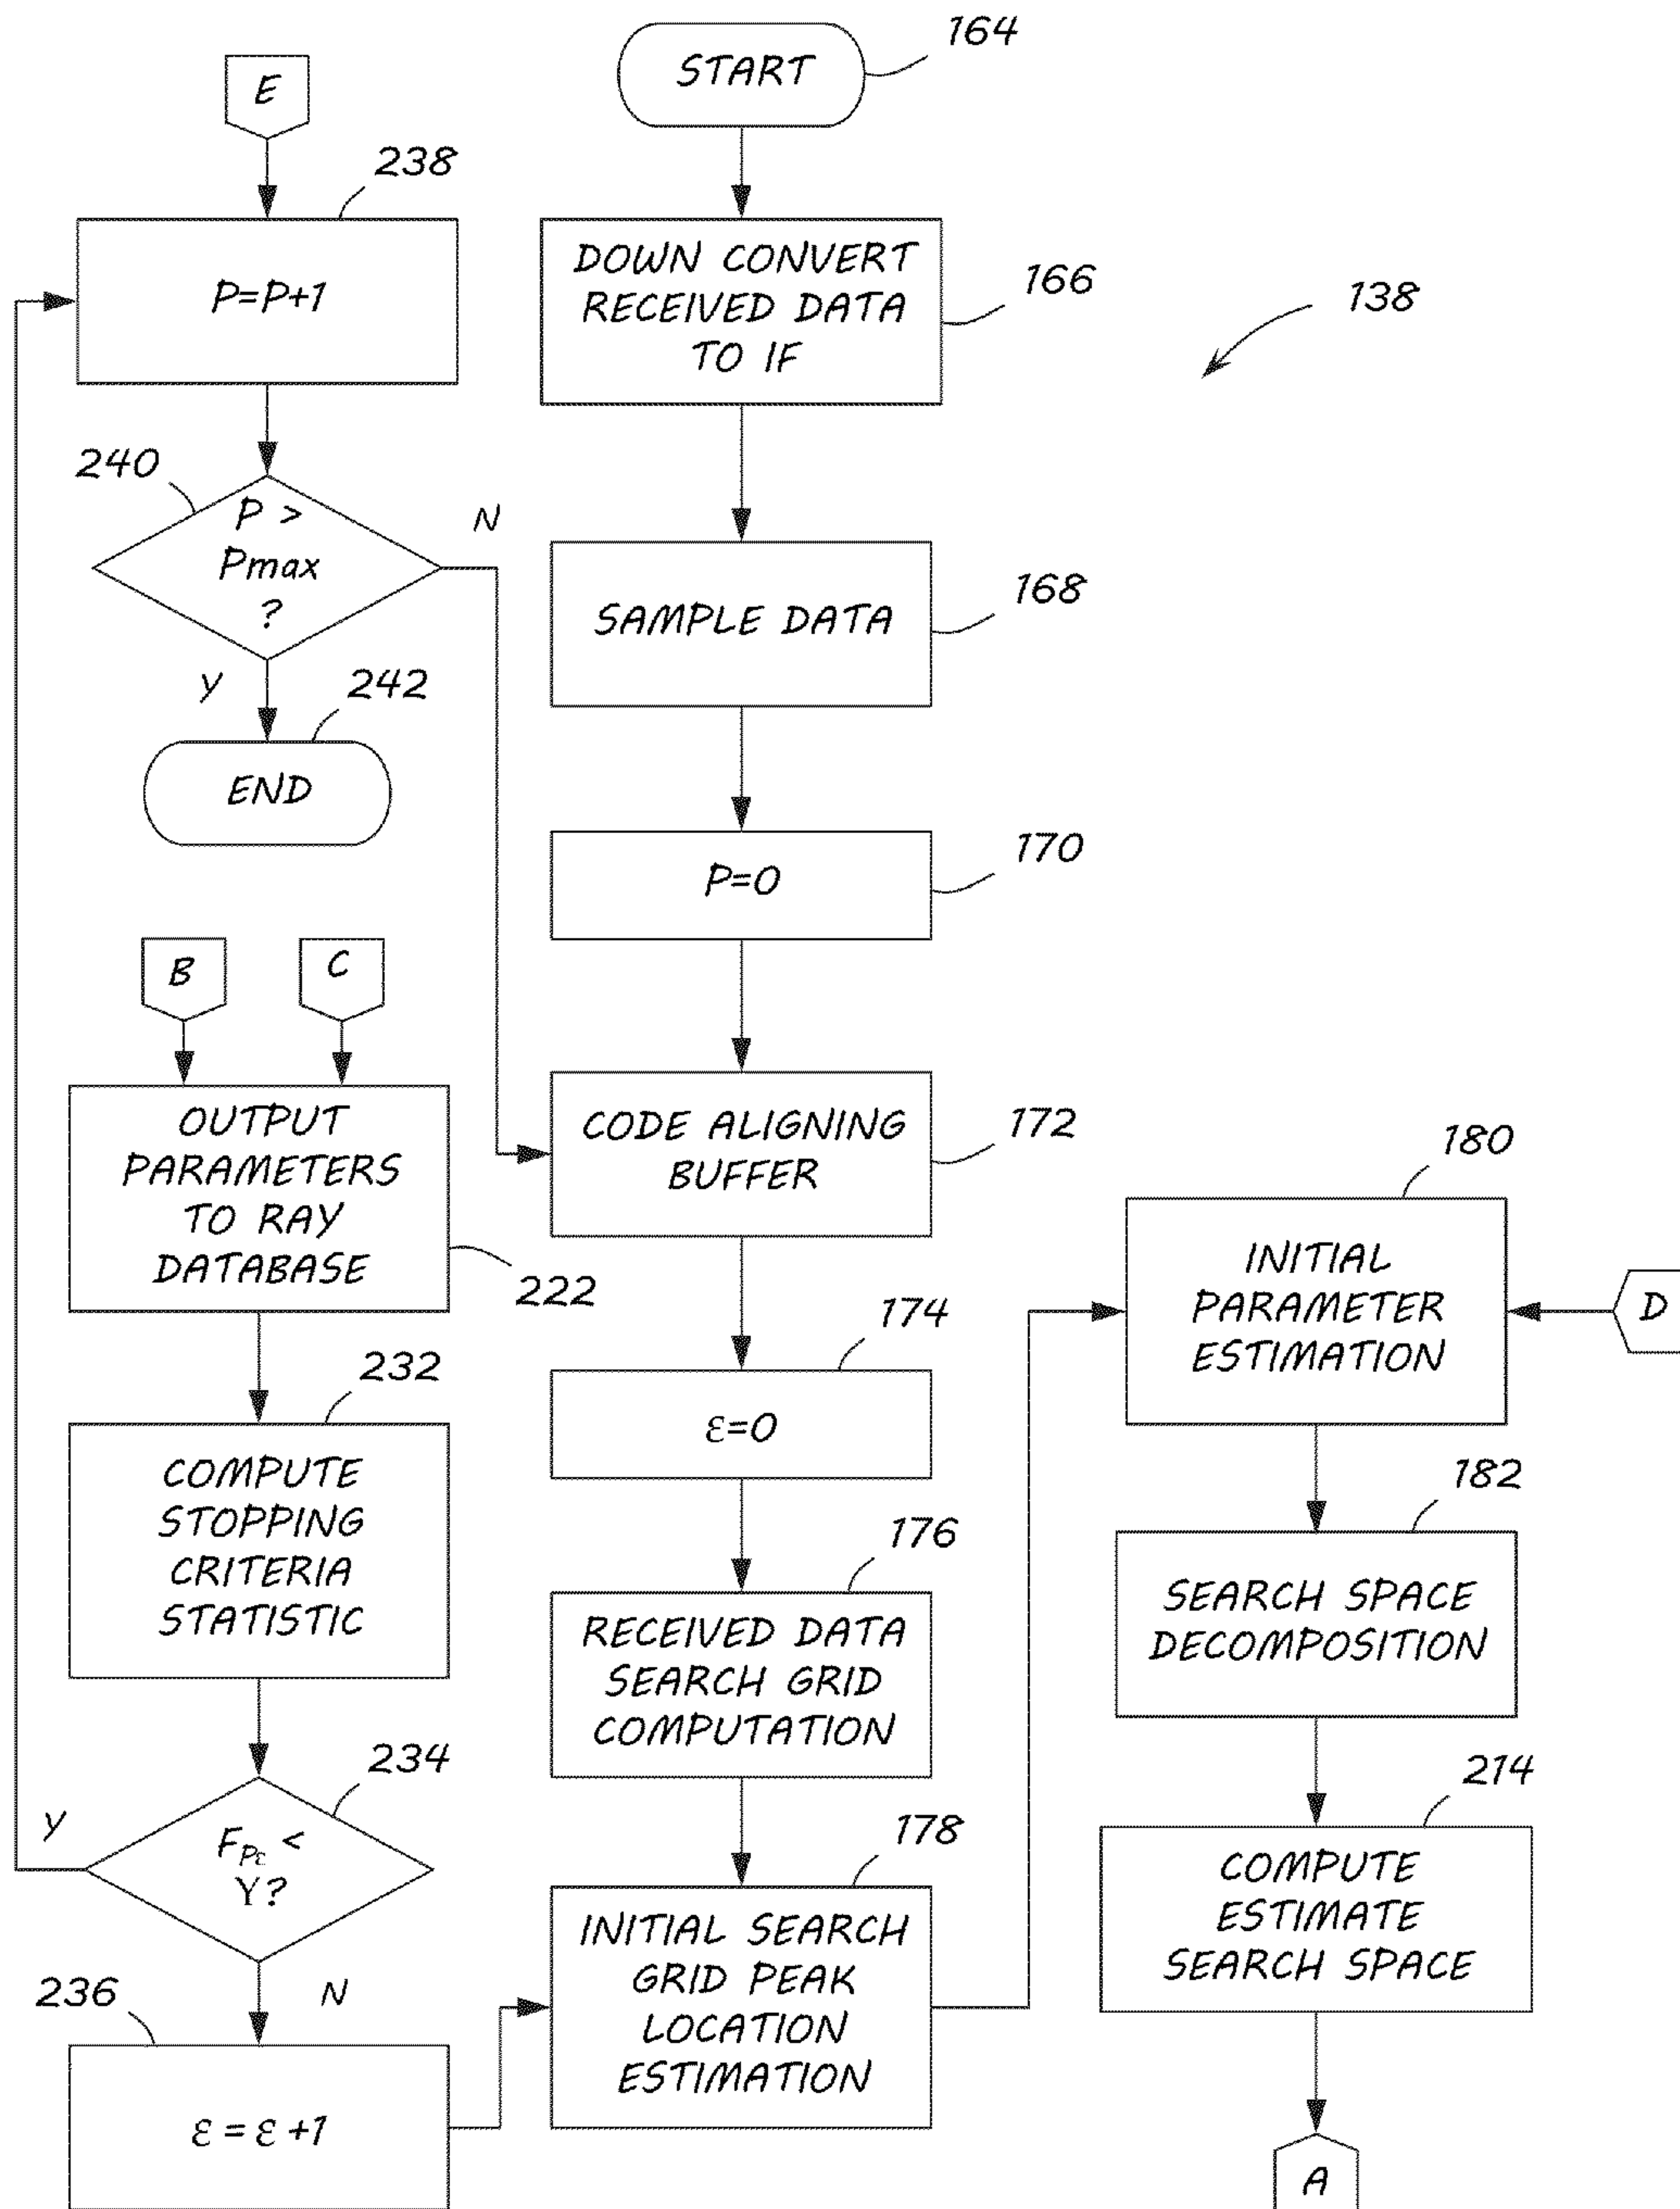 164
START
E
238
P=P+1
DOWN CONVERT
RECEIVED DATA
TO IF
166
138
240
P >
Pmax
?
N
Y
242
END
SAMPLE DATA
168
P=0
170
B
C
OUTPUT
PARAMETERS
TO RAY
DATABASE
222
CODE ALIGNING
BUFFER
172
174
ε=0
180
INITIAL
PARAMETER
ESTIMATION
D
232
COMPUTE
STOPPING
CRITERIA
STATISTIC
176
RECEIVED DATA
SEARCH GRID
COMPUTATION
182
SEARCH SPACE
DECOMPOSITION
234
Y
F_Pε <
ϒ?
N
178
INITIAL SEARCH
GRID PEAK
LOCATION
ESTIMATION
214
COMPUTE
ESTIMATE
SEARCH SPACE
236
ε = ε +1
A